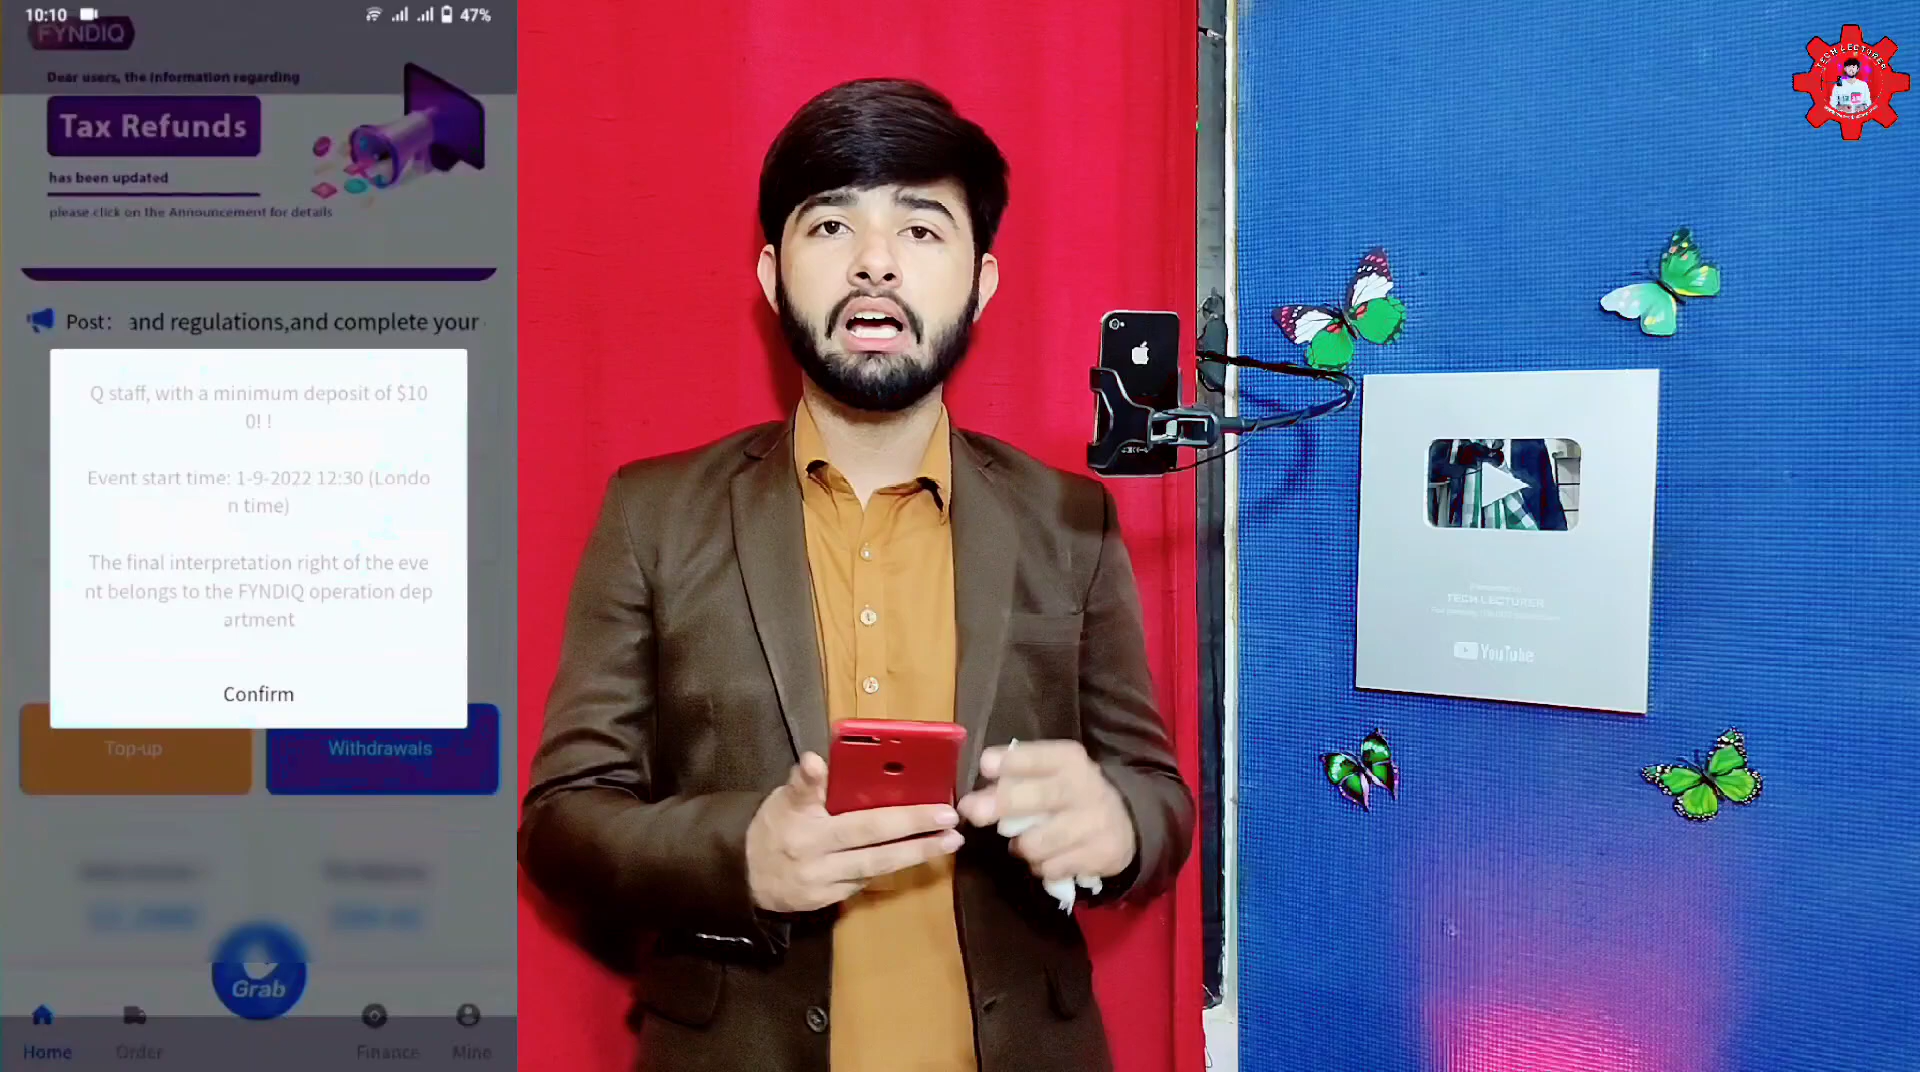 10:10
47%
FYNDIQ
Dear users, the information regarding
Tax Refunds
has been updated
please click on the Announcement for details
Post: and regulations,and complete your
Q staff, with a minimum deposit of $10
0! !
Event start time: 1-9-2022 12:30 (Londo
n time)
The final interpretation right of the eve
nt belongs to the FYNDIQ operation dep
artment
Confirm
Top-up
Withdrawals
Grab
Home
Order
Finance
Mine
TECH LECTURER
TECH LECTURER
YouTube